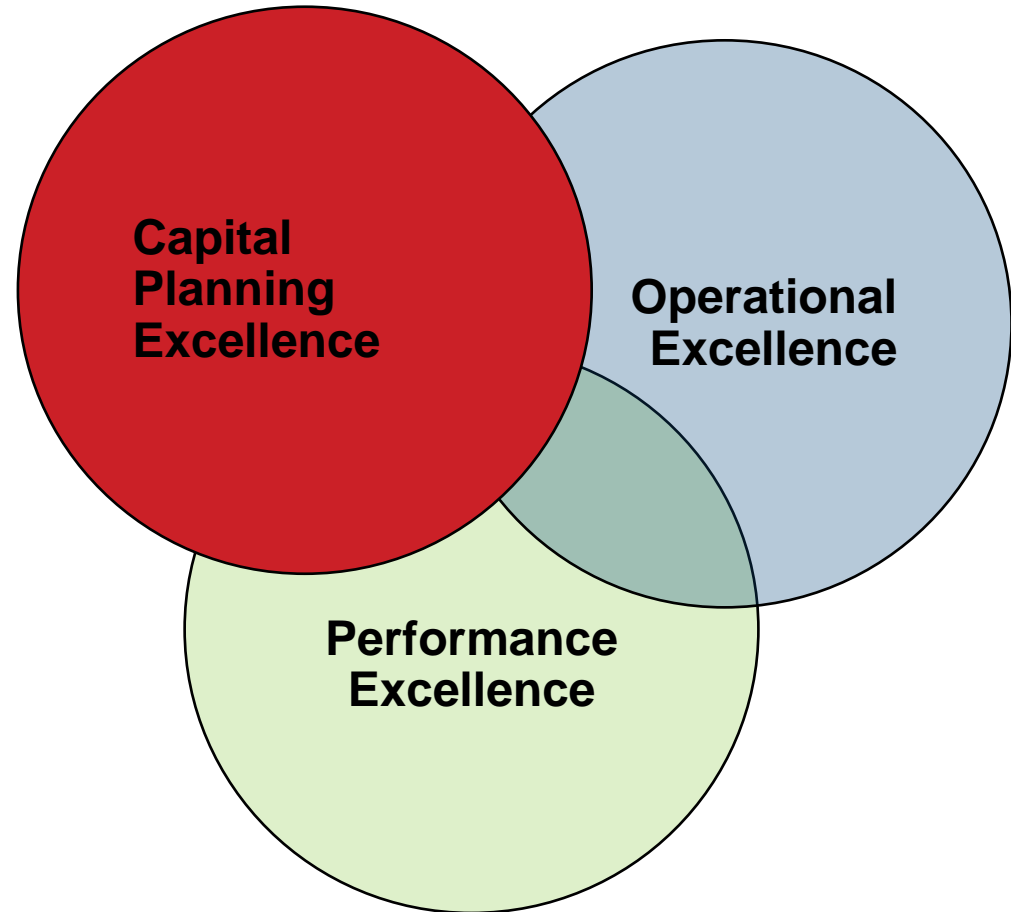 Capital
Planning
Excellence
Operational
Excellence
Performance
Excellence